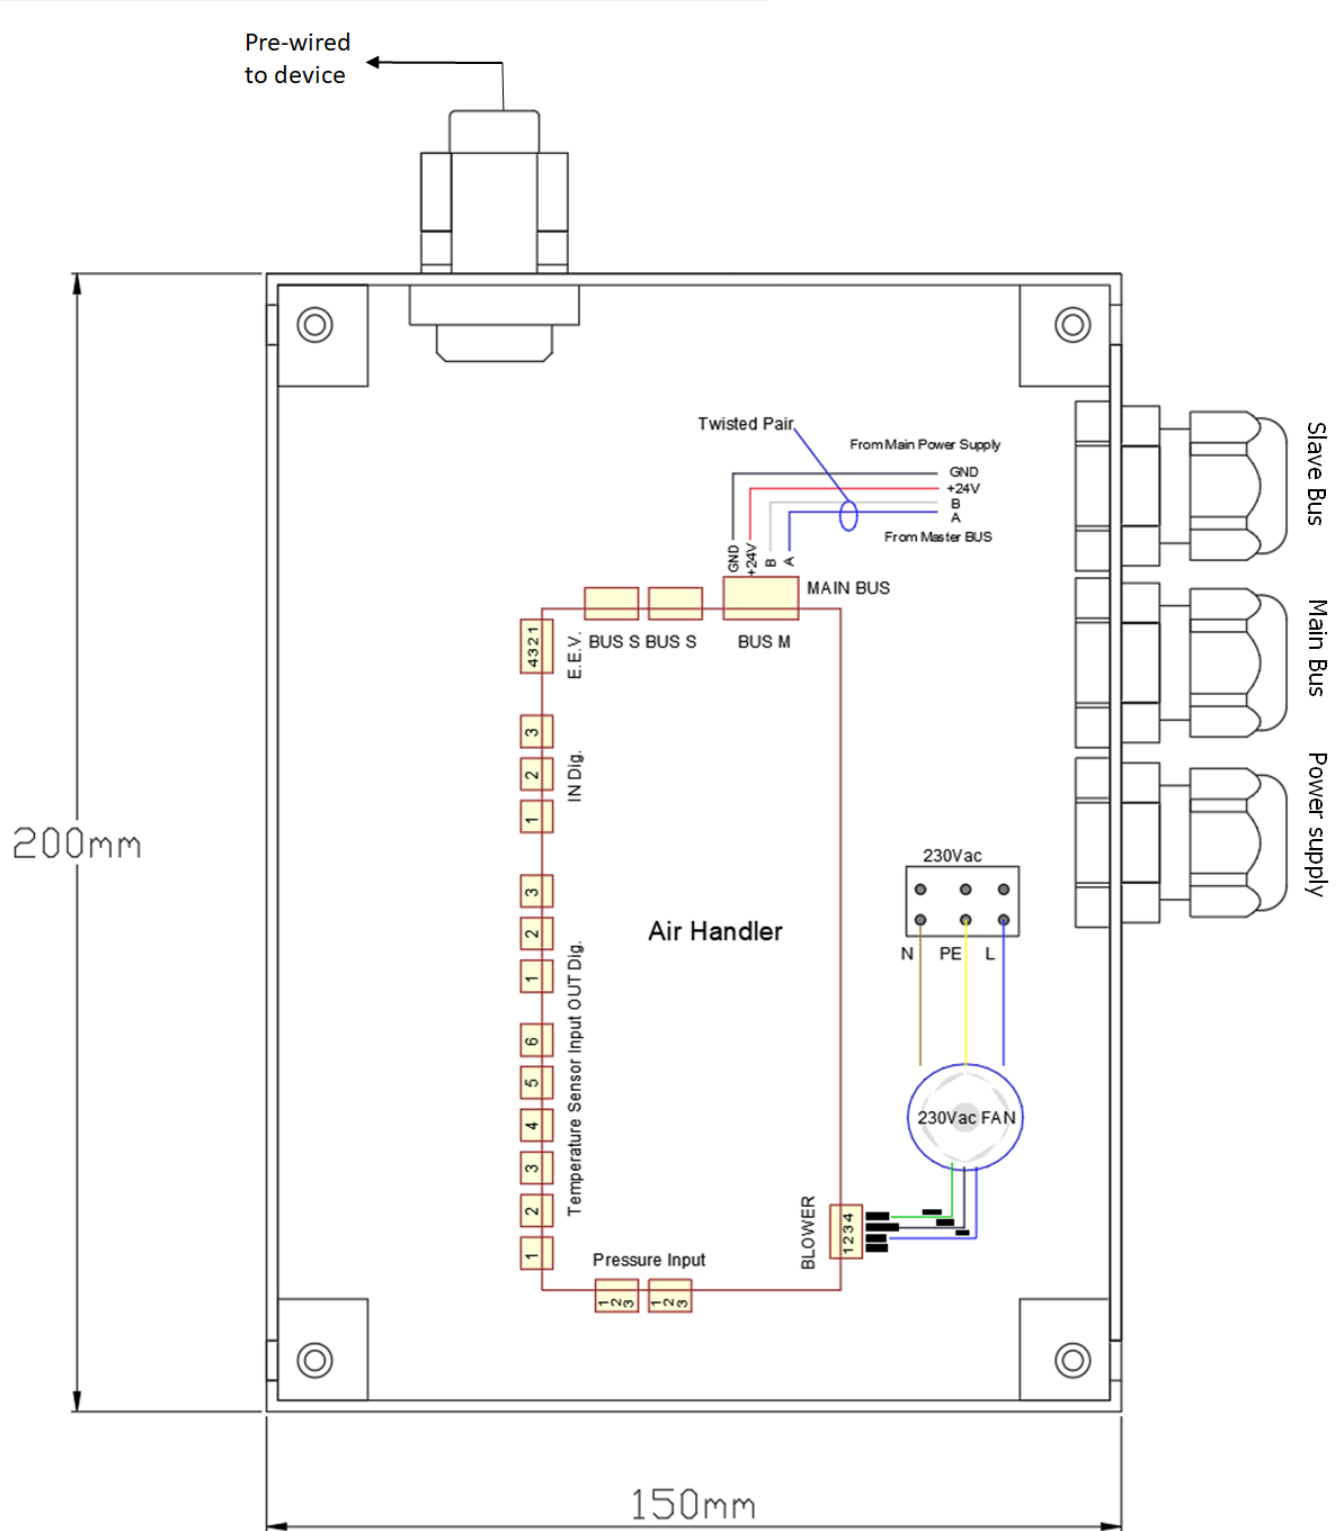 Pre-wired
to device
Slave Bus
Twisted Pair
From Main Power Supply
GND
+24V
B
A
From Master BUS
GND
+24V
B
A
MAIN BUS
BUS S
BUS S
BUS M
4321
E.E.V.
Main Bus
3
2
1
IN Dig.
Power supply
200mm
230Vac
N
PE
L
3
2
1
OUT Dig.
Air Handler
6
5
4
3
2
1
Temperature Sensor Input
230Vac FAN
BLOWER
1234
Pressure Input
123
123
150mm